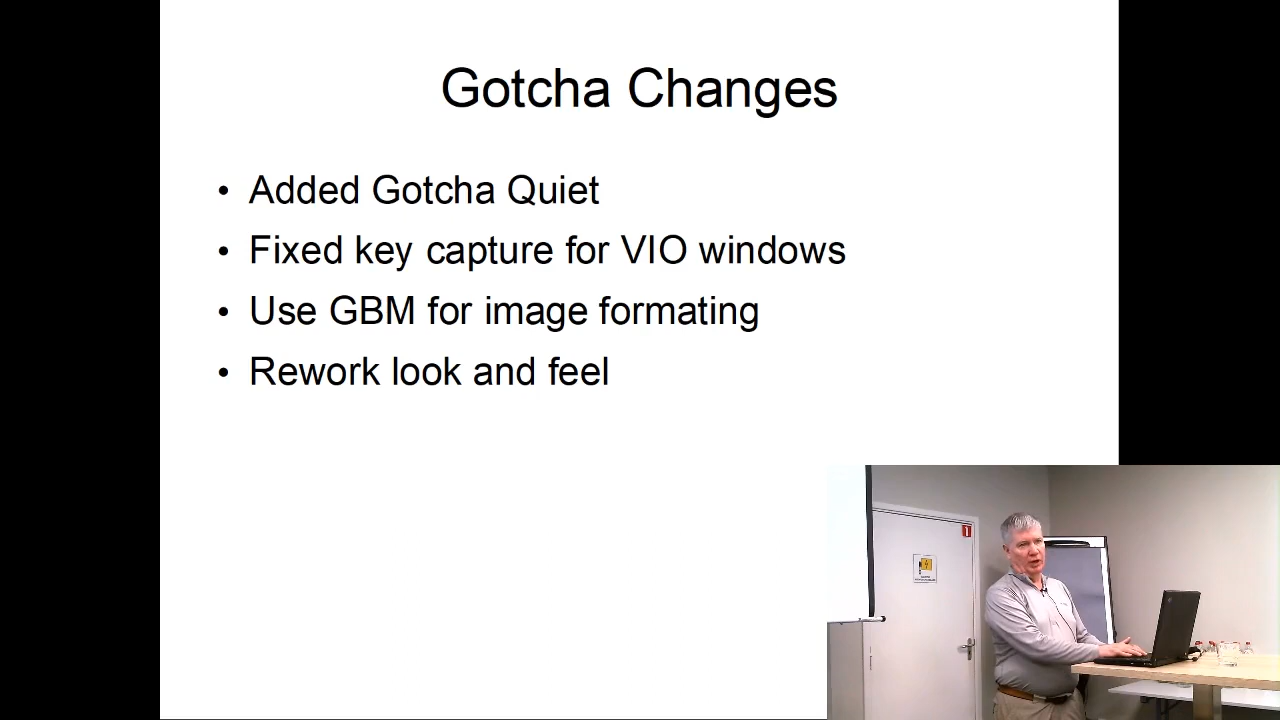 Gotcha Changes
• Added Gotcha Quiet
• Fixed key capture for VIO windows
• Use GBM for image formating
• Rework look and feel